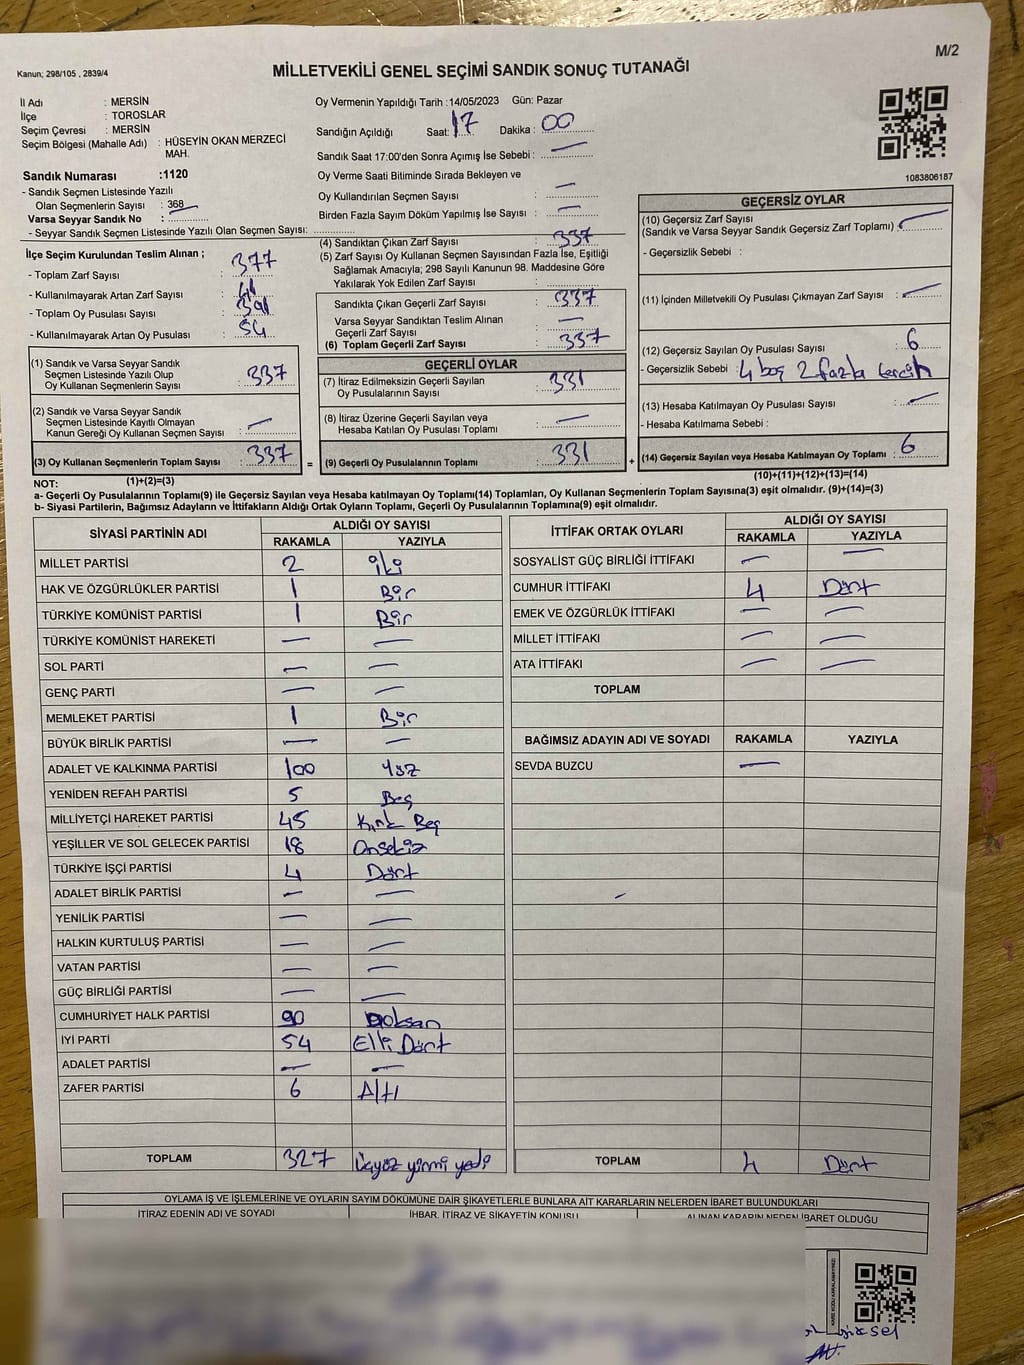 M/2
Kanun; 298/105 , 2839/4
MİLLETVEKİLİ GENEL SEÇİMİ SANDIK SONUÇ TUTANAĞI
İl Adı : MERSİN
İlçe : TOROSLAR
Seçim Çevresi : MERSİN
Seçim Bölgesi (Mahalle Adı) : HÜSEYİN OKAN MERZECİ
MAH.
Sandık Numarası :1120
- Sandık Seçmen Listesinde Yazılı
Olan Seçmenlerin Sayısı : 368
Varsa Seyyar Sandık No :
- Seyyar Sandık Seçmen Listesinde Yazılı Olan Seçmen Sayısı:
Oy Vermenin Yapıldığı Tarih :14/05/2023 Gün: Pazar
Sandığın Açıldığı Saat: 17 Dakika : 00
Sandık Saat 17:00'den Sonra Açımış İse Sebebi : —
Oy Verme Saati Bitiminde Sırada Bekleyen ve
Oy Kullandırılan Seçmen Sayısı : —
Birden Fazla Sayım Döküm Yapılmış İse Sayısı : —
1083806187
İlçe Seçim Kurulundan Teslim Alınan ;
- Toplam Zarf Sayısı : 377
- Kullanılmayarak Artan Zarf Sayısı :
- Toplam Oy Pusulası Sayısı : 391
- Kullanılmayarak Artan Oy Pusulası : 54
(1) Sandık ve Varsa Seyyar Sandık
Seçmen Listesinde Yazılı Olup
Oy Kullanan Seçmenlerin Sayısı : 337
(2) Sandık ve Varsa Seyyar Sandık
Seçmen Listesinde Kayıtlı Olmayan
Kanun Gereği Oy Kullanan Seçmen Sayısı : —
(3) Oy Kullanan Seçmenlerin Toplam Sayısı : 337
(1)+(2)=(3)
(4) Sandıktan Çıkan Zarf Sayısı : 337
(5) Zarf Sayısı Oy Kullanan Seçmen Sayısından Fazla İse, Eşitliği
Sağlamak Amacıyla; 298 Sayılı Kanunun 98. Maddesine Göre
Yakılarak Yok Edilen Zarf Sayısı :
Sandıkta Çıkan Geçerli Zarf Sayısı : 337
Varsa Seyyar Sandıktan Teslim Alınan
Geçerli Zarf Sayısı : —
(6) Toplam Geçerli Zarf Sayısı : 337
GEÇERLİ OYLAR
(7) İtiraz Edilmeksizin Geçerli Sayılan
Oy Pusulalarının Sayısı : 331
(8) İtiraz Üzerine Geçerli Sayılan veya
Hesaba Katılan Oy Pusulası Toplamı : —
= (9) Geçerli Oy Pusulalarının Toplamı : 331
GEÇERSİZ OYLAR
(10) Geçersiz Zarf Sayısı
(Sandık ve Varsa Seyyar Sandık Geçersiz Zarf Toplamı) : —
- Geçersizlik Sebebi :
(11) İçinden Milletvekili Oy Pusulası Çıkmayan Zarf Sayısı : —
(12) Geçersiz Sayılan Oy Pusulası Sayısı : 6
- Geçersizlik Sebebi : 4 boş 2 fazla tercih
(13) Hesaba Katılmayan Oy Pusulası Sayısı : —
- Hesaba Katılmama Sebebi :
+ (14) Geçersiz Sayılan veya Hesaba Katılmayan Oy Toplamı : 6
(10)+(11)+(12)+(13)=(14)
NOT:
a- Geçerli Oy Pusulalarının Toplamı(9) ile Geçersiz Sayılan veya Hesaba katılmayan Oy Toplamı(14) Toplamları, Oy Kullanan Seçmenlerin Toplam Sayısına(3) eşit olmalıdır. (9)+(14)=(3)
b- Siyasi Partilerin, Bağımsız Adayların ve İttifakların Aldığı Ortak Oyların Toplamı, Geçerli Oy Pusulalarının Toplamına(9) eşit olmalıdır.
SİYASİ PARTİNİN ADI ALDIĞI OY SAYISI
RAKAMLA YAZIYLA
MİLLET PARTİSİ 2 iki
HAK VE ÖZGÜRLÜKLER PARTİSİ 1 Bir
TÜRKİYE KOMÜNİST PARTİSİ 1 Bir
TÜRKİYE KOMÜNİST HAREKETİ — —
SOL PARTİ — —
GENÇ PARTİ — —
MEMLEKET PARTİSİ 1 Bir
BÜYÜK BİRLİK PARTİSİ — —
ADALET VE KALKINMA PARTİSİ 100 Yüz
YENİDEN REFAH PARTİSİ 5 Beş
MİLLİYETÇİ HAREKET PARTİSİ 45 Kırk Beş
YEŞİLLER VE SOL GELECEK PARTİSİ 18 Onsekiz
TÜRKİYE İŞÇİ PARTİSİ 4 Dört
ADALET BİRLİK PARTİSİ — —
YENİLİK PARTİSİ — —
HALKIN KURTULUŞ PARTİSİ — —
VATAN PARTİSİ — —
GÜÇ BİRLİĞİ PARTİSİ — —
CUMHURİYET HALK PARTİSİ 90 Doksan
İYİ PARTİ 54 Elli Dört
ADALET PARTİSİ — —
ZAFER PARTİSİ 6 Altı
TOPLAM 327 Üçyüz yirmi yedi
İTTİFAK ORTAK OYLARI ALDIĞI OY SAYISI
RAKAMLA YAZIYLA
SOSYALİST GÜÇ BİRLİĞİ İTTİFAKI — —
CUMHUR İTTİFAKI 4 Dört
EMEK VE ÖZGÜRLÜK İTTİFAKI — —
MİLLET İTTİFAKI — —
ATA İTTİFAKI — —
TOPLAM
BAĞIMSIZ ADAYIN ADI VE SOYADI RAKAMLA YAZIYLA
SEVDA BUZCU —
TOPLAM 4 Dört
OYLAMA İŞ VE İŞLEMLERİNE VE OYLARIN SAYIM DÖKÜMÜNE DAİR ŞİKAYETLERLE BUNLARA AİT KARARLARIN NELERDEN İBARET BULUNDUKLARI
İTİRAZ EDENİN ADI VE SOYADI İHBAR, İTİRAZ VE ŞİKAYETİN KONUSU ALINAN KARARIN NEDEN İBARET OLDUĞU